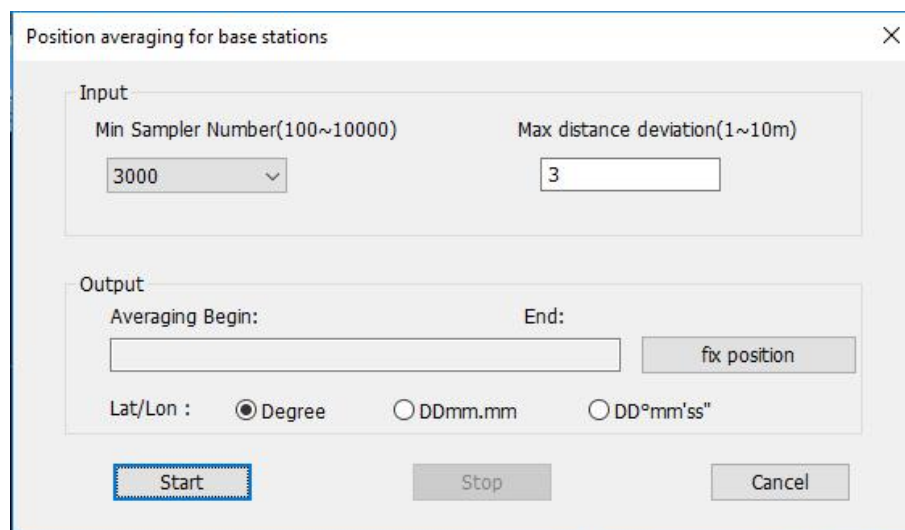 Position averaging for base stations
Input
Min Sampler Number(100~10000) Max distance deviation(1~10m)
3000 3
Output
Averaging Begin: End:
fix position
Lat/Lon : Degree DDmm.mm DD°mm'ss"
Start Stop Cancel